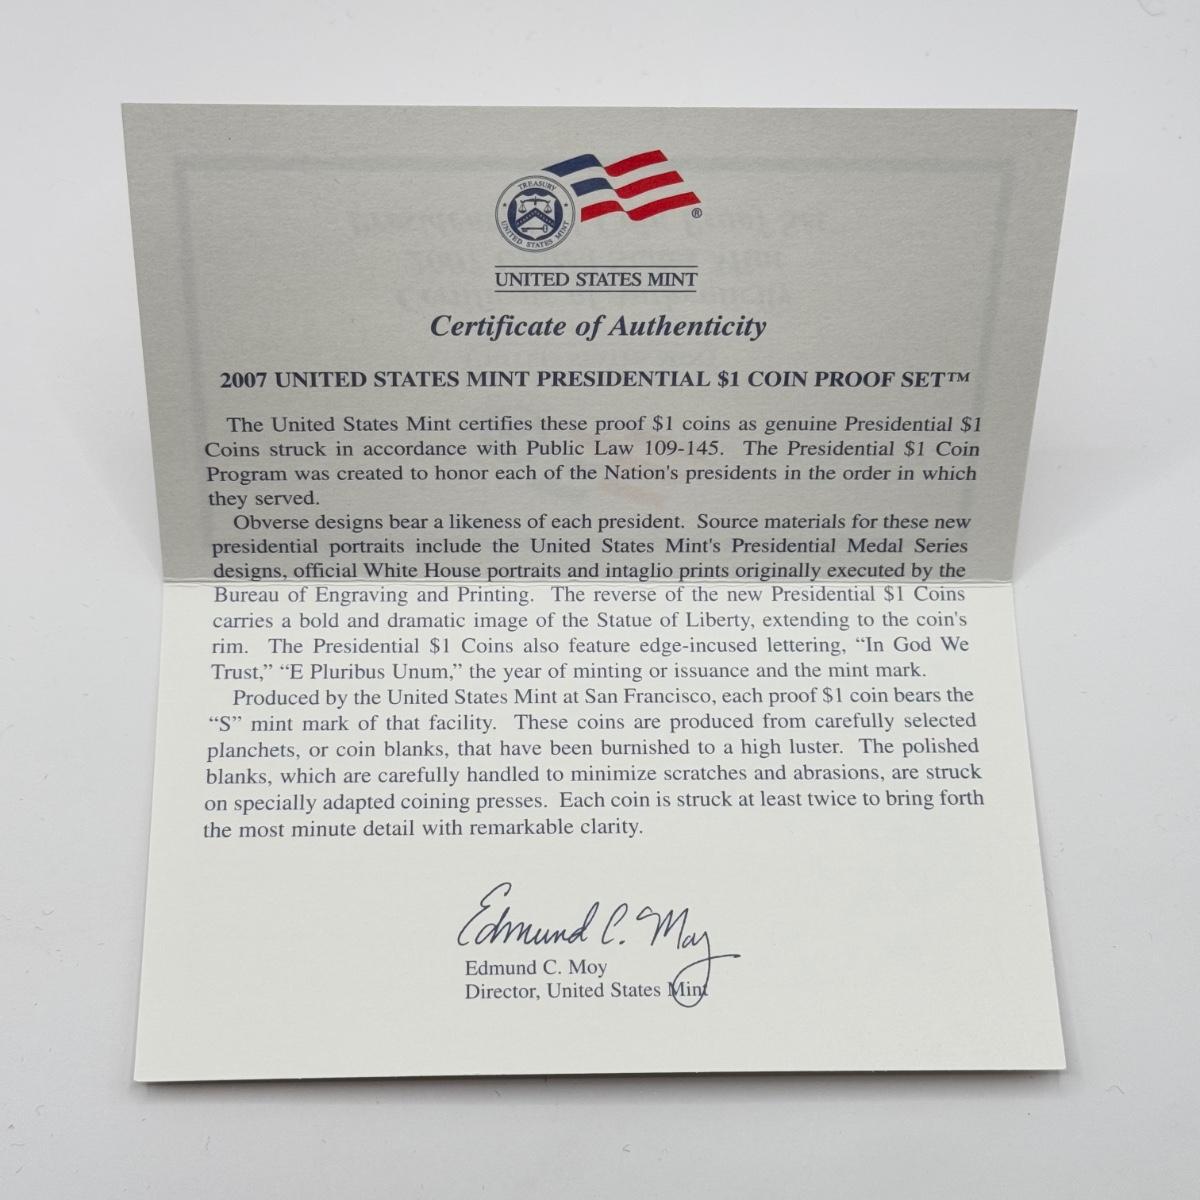 TREASURY
UNITED STATES MINT
®
UNITED STATES MINT
Certificate of Authenticity
2007 UNITED STATES MINT PRESIDENTIAL $1 COIN PROOF SET™
The United States Mint certifies these proof $1 coins as genuine Presidential $1
Coins struck in accordance with Public Law 109-145. The Presidential $1 Coin
Program was created to honor each of the Nation's presidents in the order in which
they served.
Obverse designs bear a likeness of each president. Source materials for these new
presidential portraits include the United States Mint's Presidential Medal Series
designs, official White House portraits and intaglio prints originally executed by the
Bureau of Engraving and Printing. The reverse of the new Presidential $1 Coins
carries a bold and dramatic image of the Statue of Liberty, extending to the coin's
rim. The Presidential $1 Coins also feature edge-incused lettering, “In God We
Trust,” “E Pluribus Unum,” the year of minting or issuance and the mint mark.
Produced by the United States Mint at San Francisco, each proof $1 coin bears the
“S” mint mark of that facility. These coins are produced from carefully selected
planchets, or coin blanks, that have been burnished to a high luster. The polished
blanks, which are carefully handled to minimize scratches and abrasions, are struck
on specially adapted coining presses. Each coin is struck at least twice to bring forth
the most minute detail with remarkable clarity.
Edmund C. Moy
Edmund C. Moy
Director, United States Mint